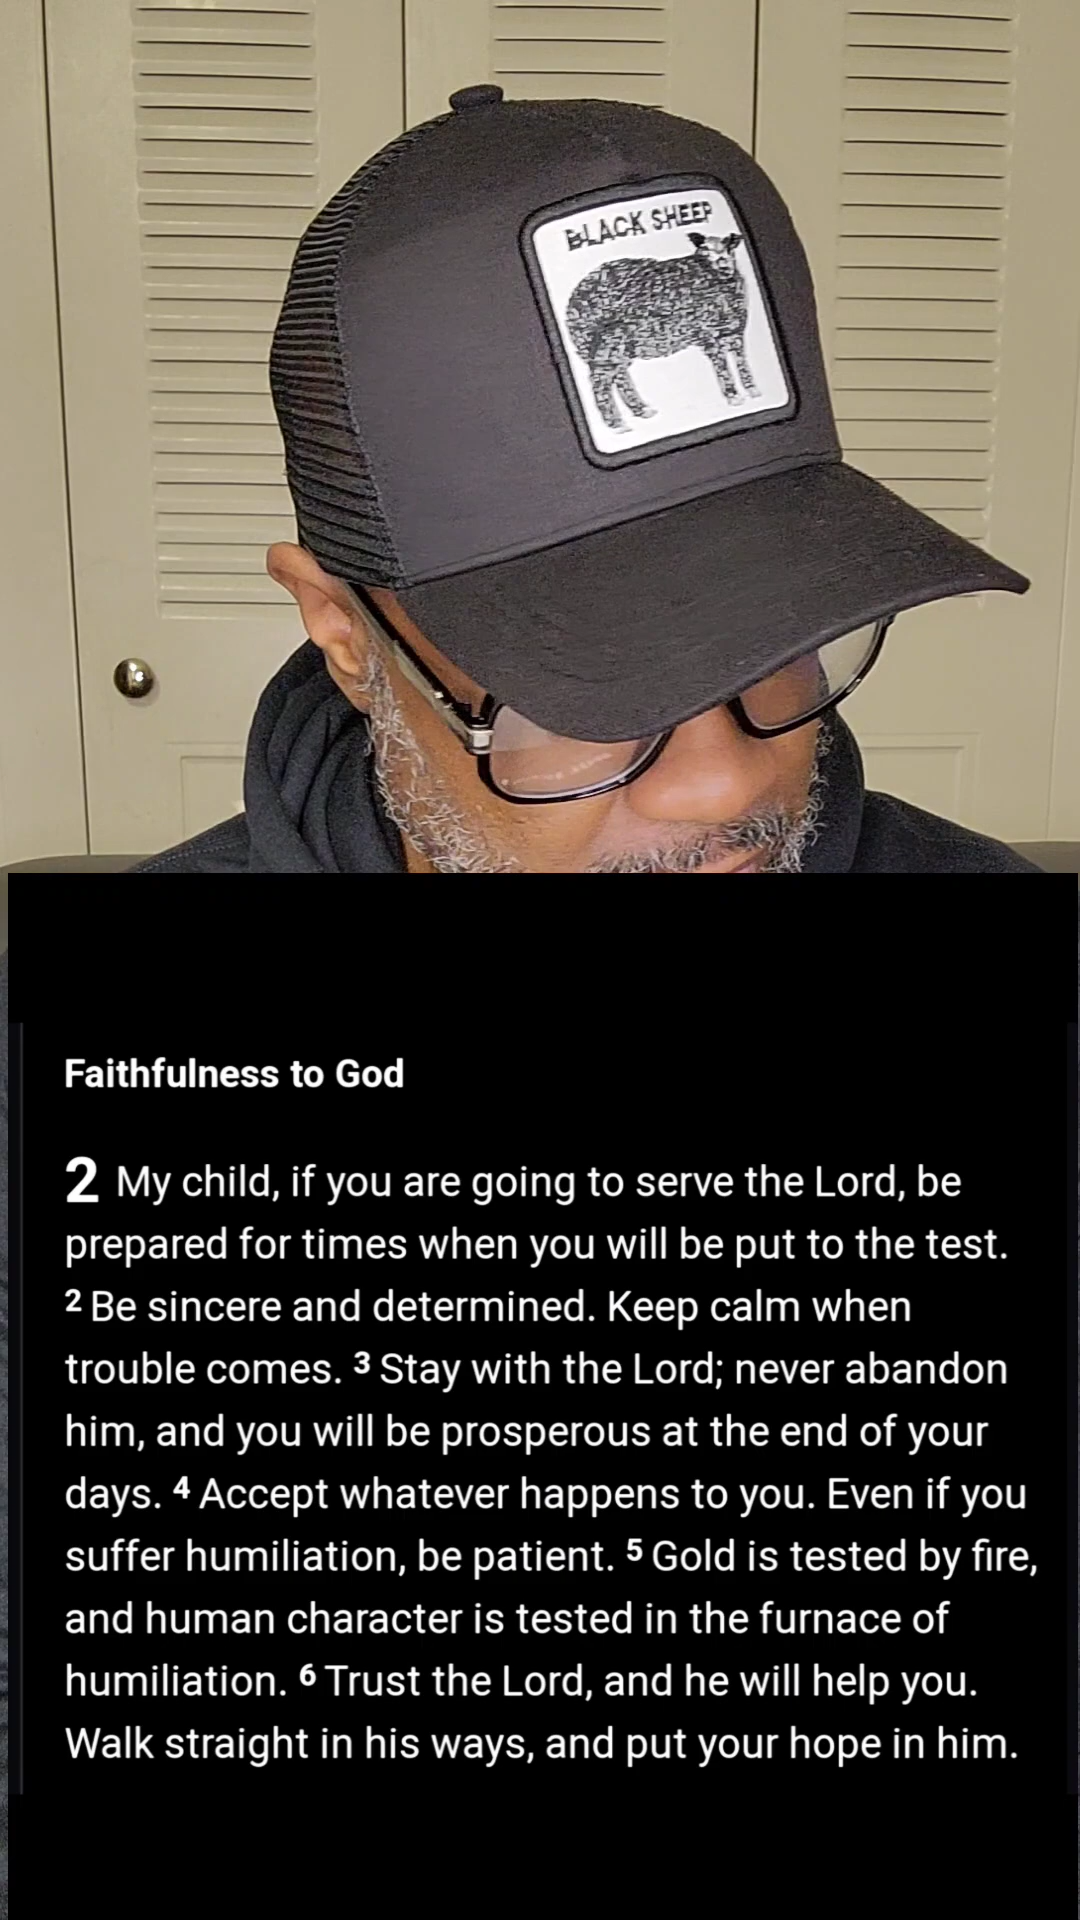 BLACK SHEEP
Faithfulness to God
2 My child, if you are going to serve the Lord, be
prepared for times when you will be put to the test.
2 Be sincere and determined. Keep calm when
trouble comes. 3 Stay with the Lord; never abandon
him, and you will be prosperous at the end of your
days. 4 Accept whatever happens to you. Even if you
suffer humiliation, be patient. 5 Gold is tested by fire,
and human character is tested in the furnace of
humiliation. 6 Trust the Lord, and he will help you.
Walk straight in his ways, and put your hope in him.